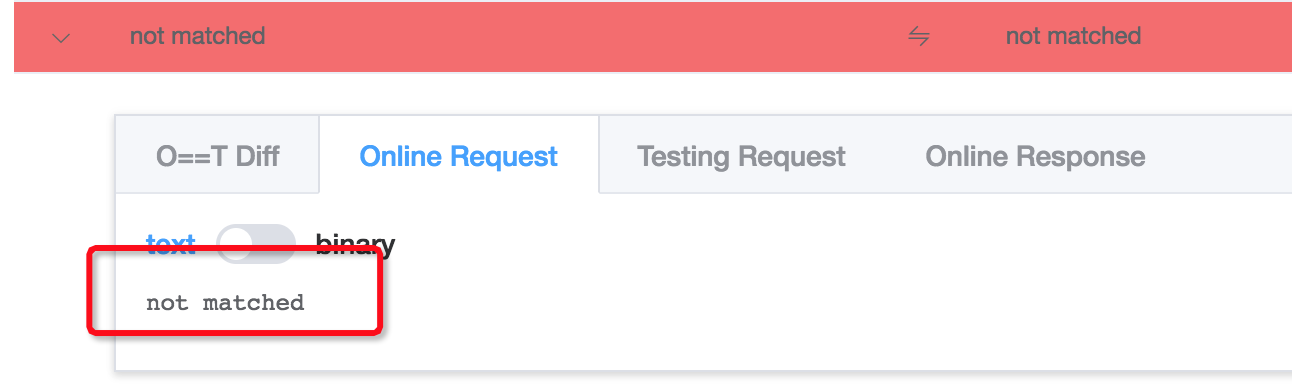 not matched not matched
O==T Diff Online Request Testing Request Online Response
text binary
not matched